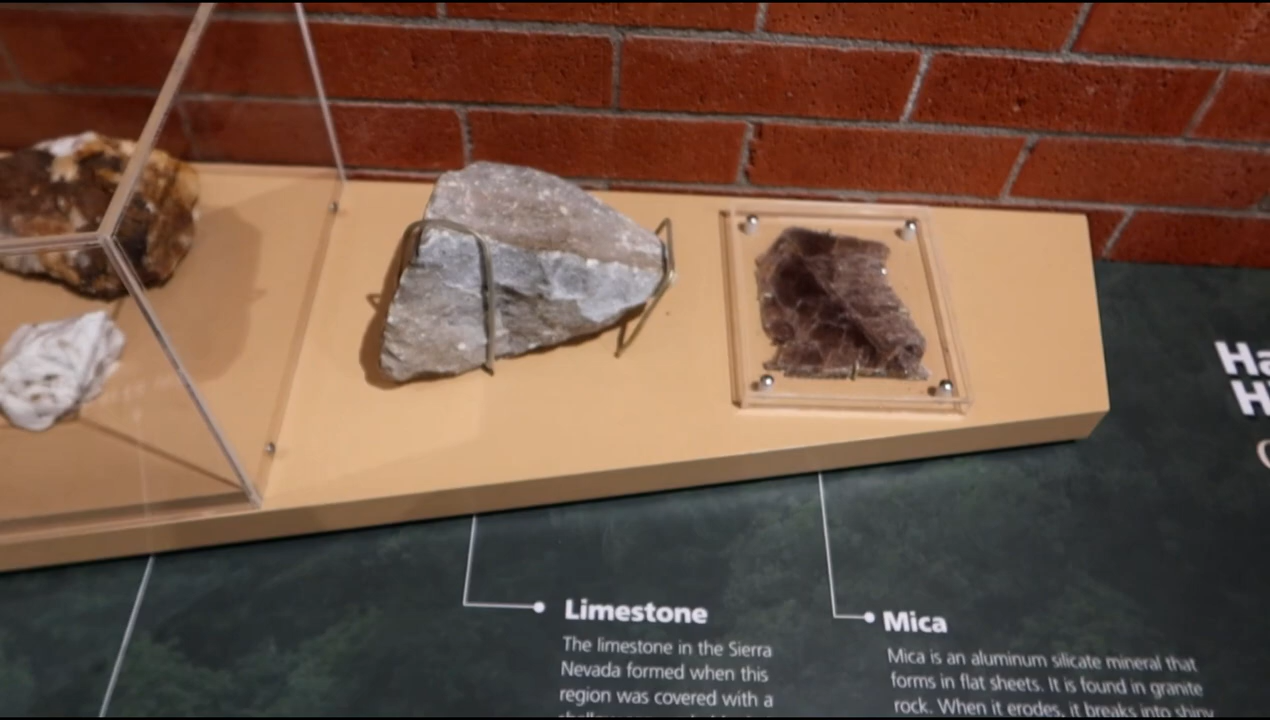 Limestone
The limestone in the Sierra
Nevada formed when this
region was covered with a
Mica
Mica is an aluminum silicate mineral that
forms in flat sheets. It is found in granite
rock. When it erodes, it breaks into shiny